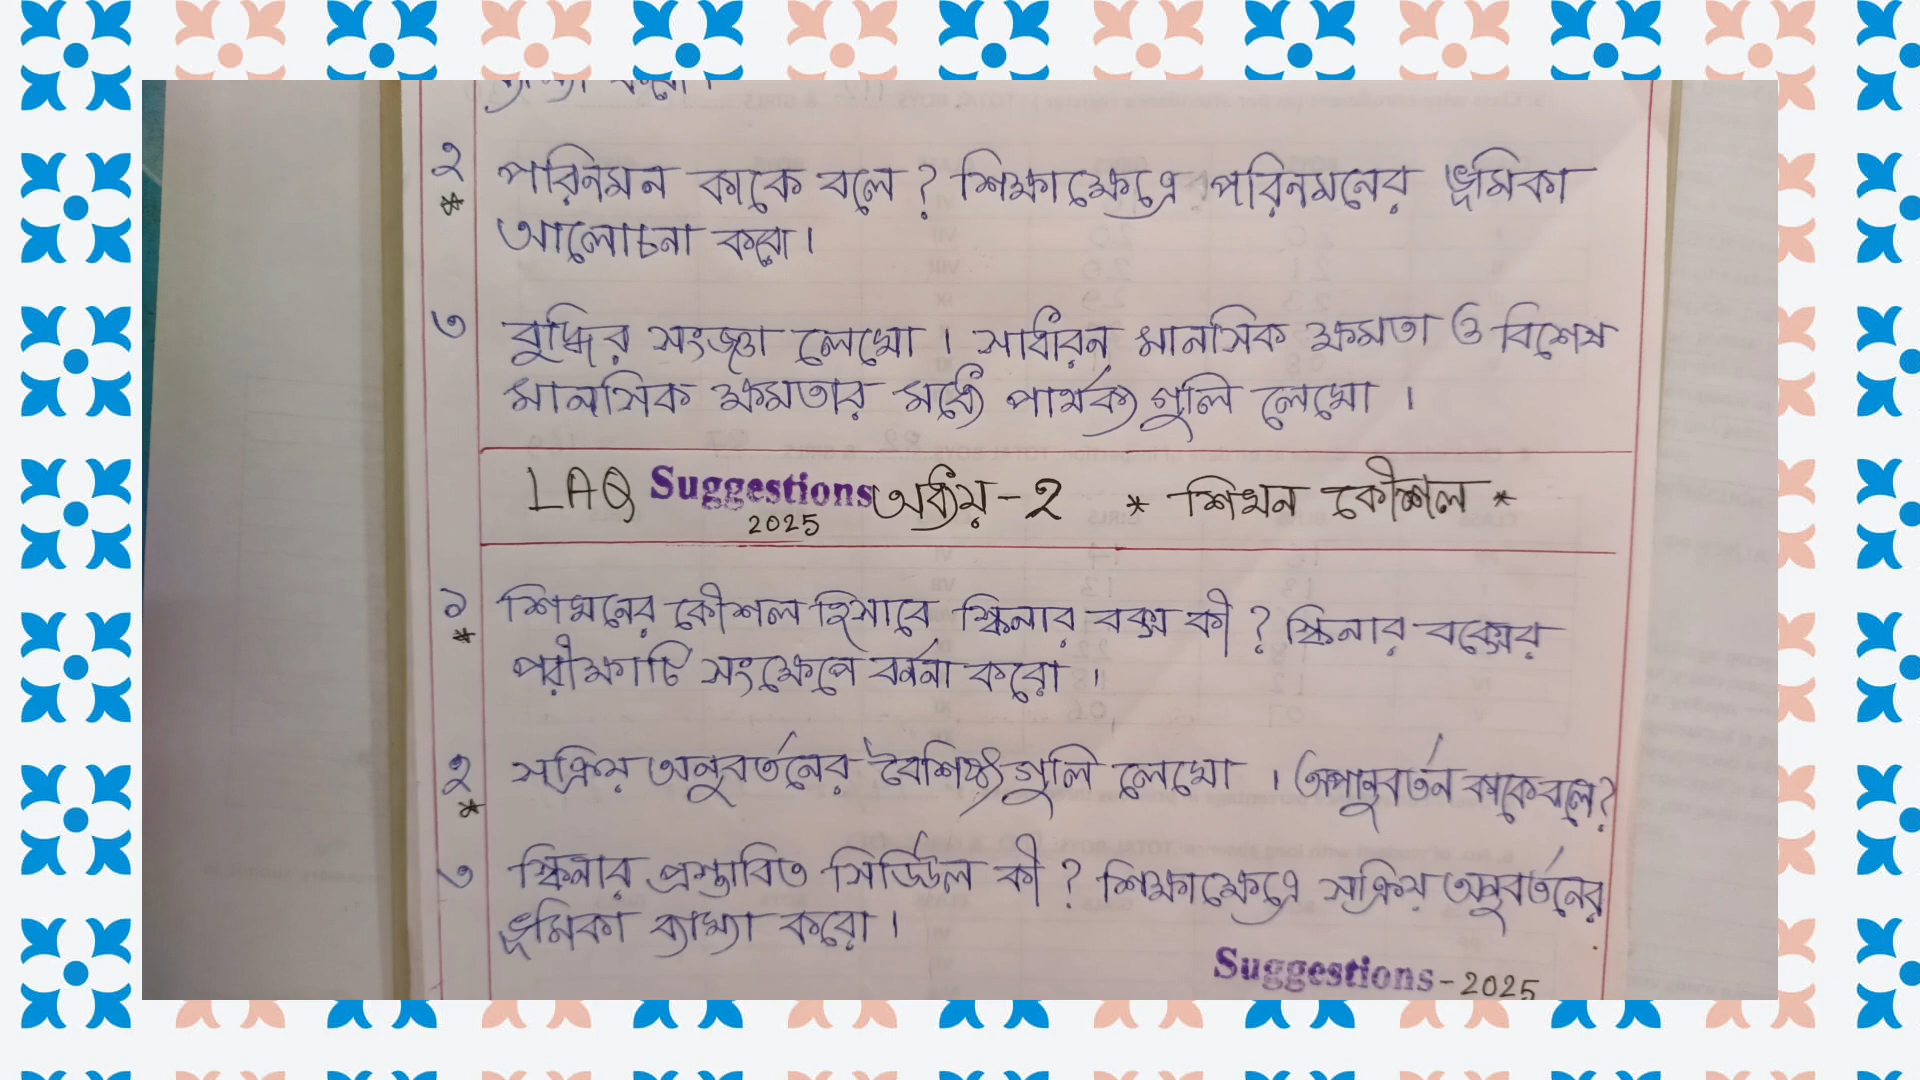 ২ পরিনমন কাকে বলে ? শিক্ষাক্ষেত্রে পরিনমনের ভূমিকা
* আলোচনা করো।
৩ বুদ্ধির সংজ্ঞা লেখো । সাধারন মানসিক ক্ষমতা ও বিশেষ
মানসিক ক্ষমতার মধ্যে পার্থক্য গুলি লেখো ।
LAQ Suggestions 2025 অধ্যায় - 2 * শিখন কৌশল *
১ শিখনের কৌশল হিসাবে স্কিনার বক্স কী ? স্কিনার বক্সের
* পরীক্ষাটি সংক্ষেপে বর্ননা করো ।
২ সক্রিয় অনুবর্তনের বৈশিষ্ট্য গুলি লেখো । অপানুবর্তন কাকে বলে ?
*
৩ স্কিনার প্রস্তাবিত সিডিউল কী ? শিক্ষাক্ষেত্রে সক্রিয় অনুবর্তনের
ভূমিকা ব্যাখ্যা করো ।
Suggestions - 2025